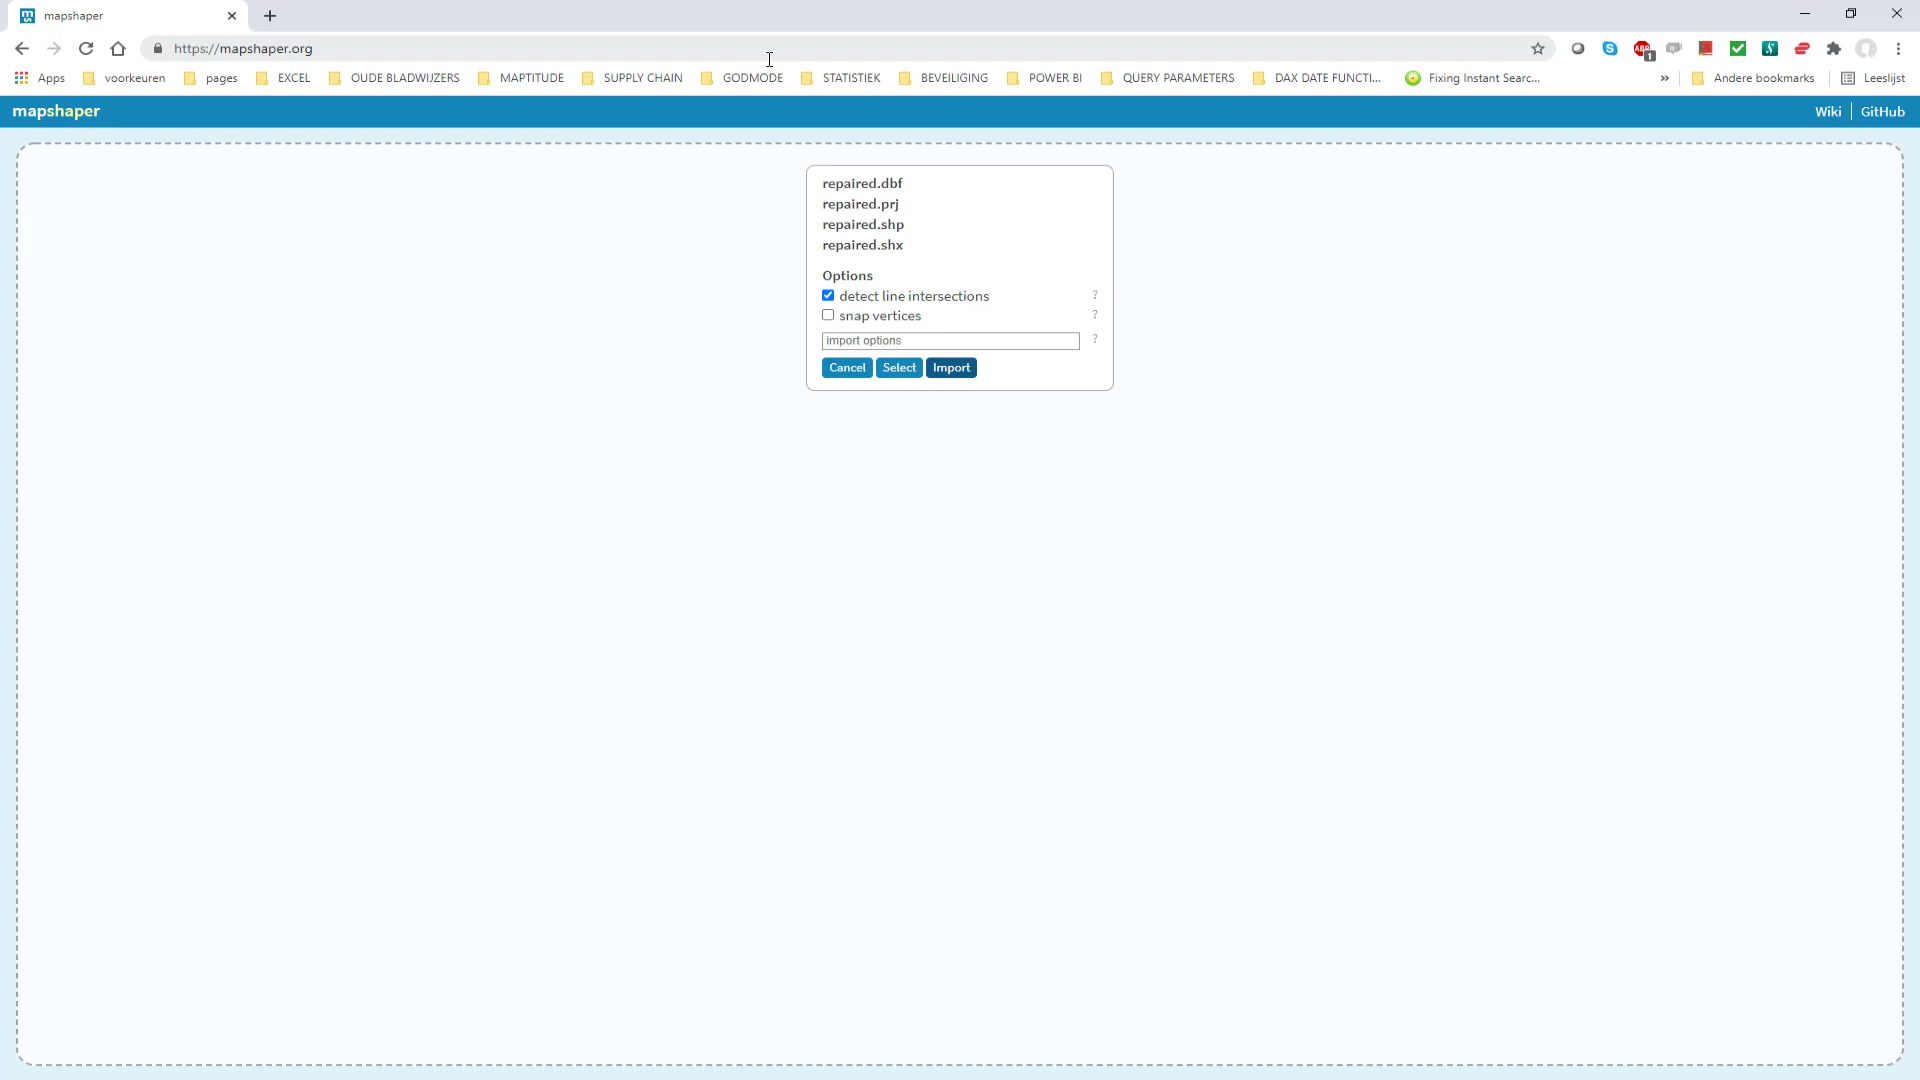 mapshaper
https://mapshaper.org
ABP 1
Apps voorkeuren pages EXCEL OUDE BLADWIJZERS MAPTITUDE SUPPLY CHAIN GODMODE STATISTIEK BEVEILIGING POWER BI QUERY PARAMETERS DAX DATE FUNCTI... Fixing Instant Searc... » Andere bookmarks Leeslijst
mapshaper Wiki GitHub
repaired.dbf
repaired.prj
repaired.shp
repaired.shx
Options
detect line intersections ?
snap vertices ?
import options ?
Cancel Select Import